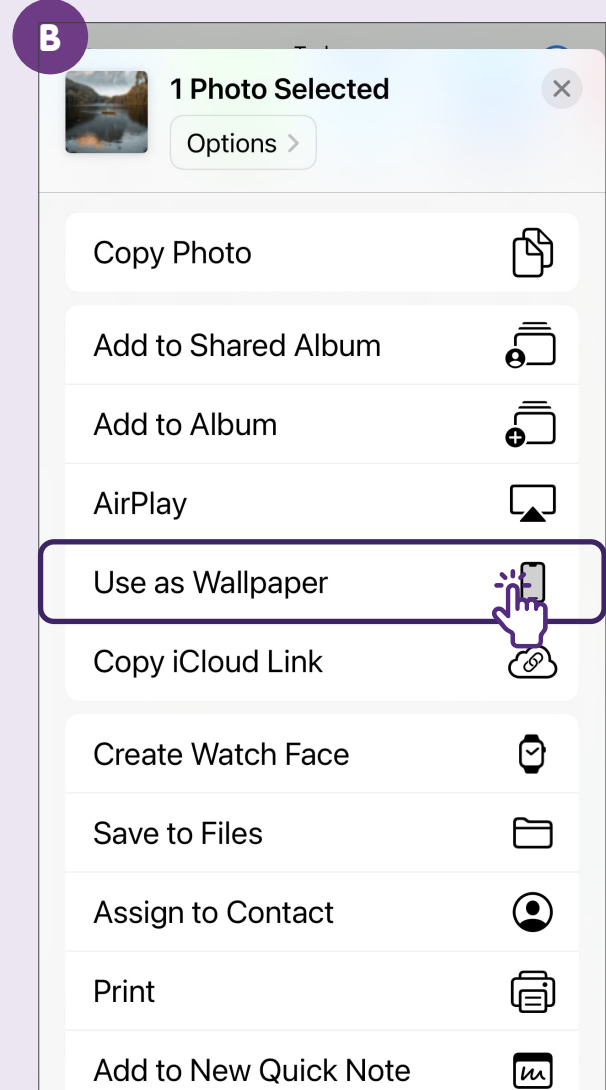 B
1 Photo Selected
Options
Copy Photo
Add to Shared Album
Add to Album
AirPlay
Use as Wallpaper
Copy iCloud Link
Create Watch Face
Save to Files
Assign to Contact
Print
Add to New Quick Note